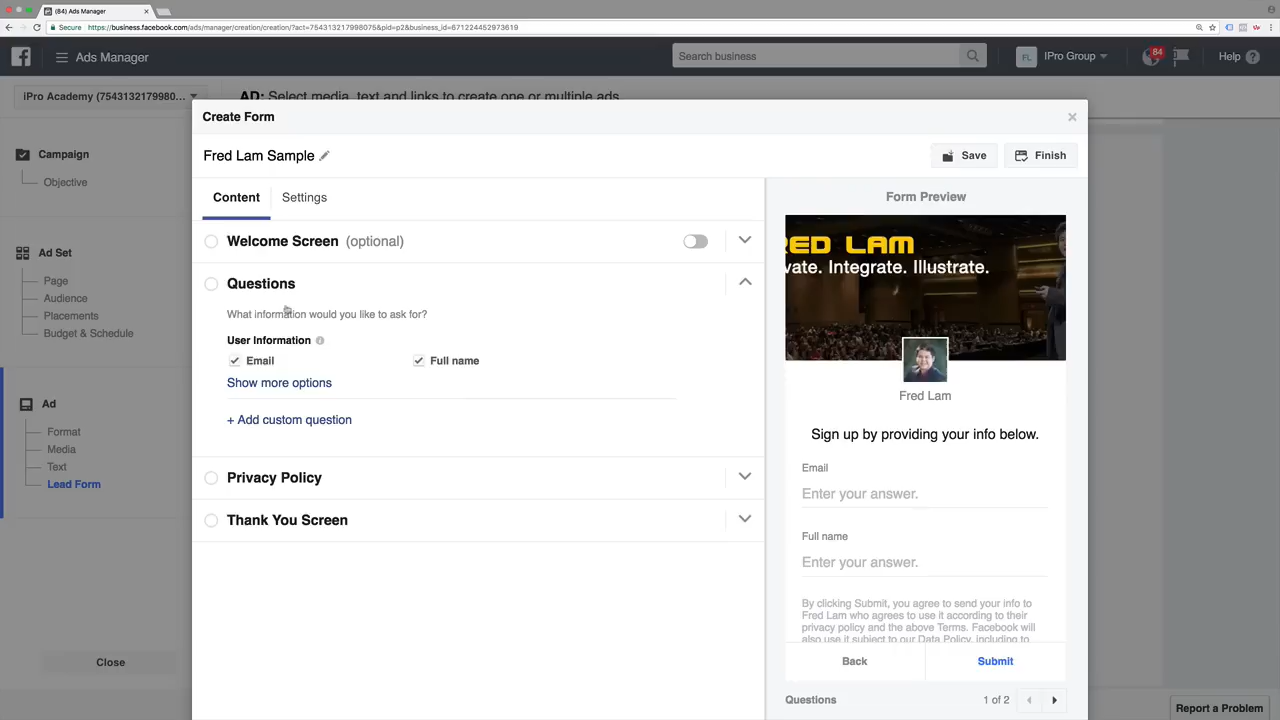 (84) Ads Manager
Secure https://business.facebook.com/ads/manager/creation/creation/?act=754313217998075&pid=p2&business_id=671224452973619
Ads Manager
Search business
FL
IPro Group
84
Help
iPro Academy (7543132179980...
AD: Select media, text and links to create one or multiple ads.
Campaign
Objective
Ad Set
Page
Audience
Placements
Budget & Schedule
Ad
Format
Media
Text
Lead Form
Close
Create Form
Fred Lam Sample
Save
Finish
Content
Settings
Welcome Screen (optional)
Questions
What information would you like to ask for?
User Information
Email
Full name
Show more options
+ Add custom question
Privacy Policy
Thank You Screen
Form Preview
RED LAM
vate. Integrate. Illustrate.
Fred Lam
Sign up by providing your info below.
Email
Enter your answer.
Full name
Enter your answer.
By clicking Submit, you agree to send your info to
Fred Lam who agrees to use it according to their
privacy policy and the above Terms. Facebook will
also use it subject to our Data Policy, including to
Back
Submit
Questions
1 of 2
Report a Problem